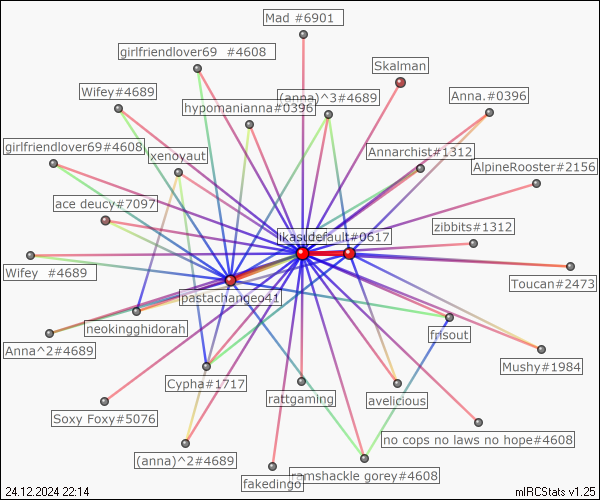 Mad #6901
girlfriendlover69 #4608
Skalman
Wifey#4689
(anna)^3#4689
Anna.#0396
hypomanianna#0396
girlfriendlover69#4608
xenoyaut
Annarchist#1312
AlpineRooster#2156
ace deucy#7097
default#0617
zibbits#1312
Wifey #4689
Toucan#2473
pastachangeo41
neokingghidorah
frisout
Anna^2#4689
Mushy#1984
Cypha#1717
rattgaming
avelicious
Soxy Foxy#5076
no cops no laws no hope#4608
(anna)^2#4689
ramshackle gorey#4608
fakedingo
24.12.2024 22:14
mIRCStats v1.25